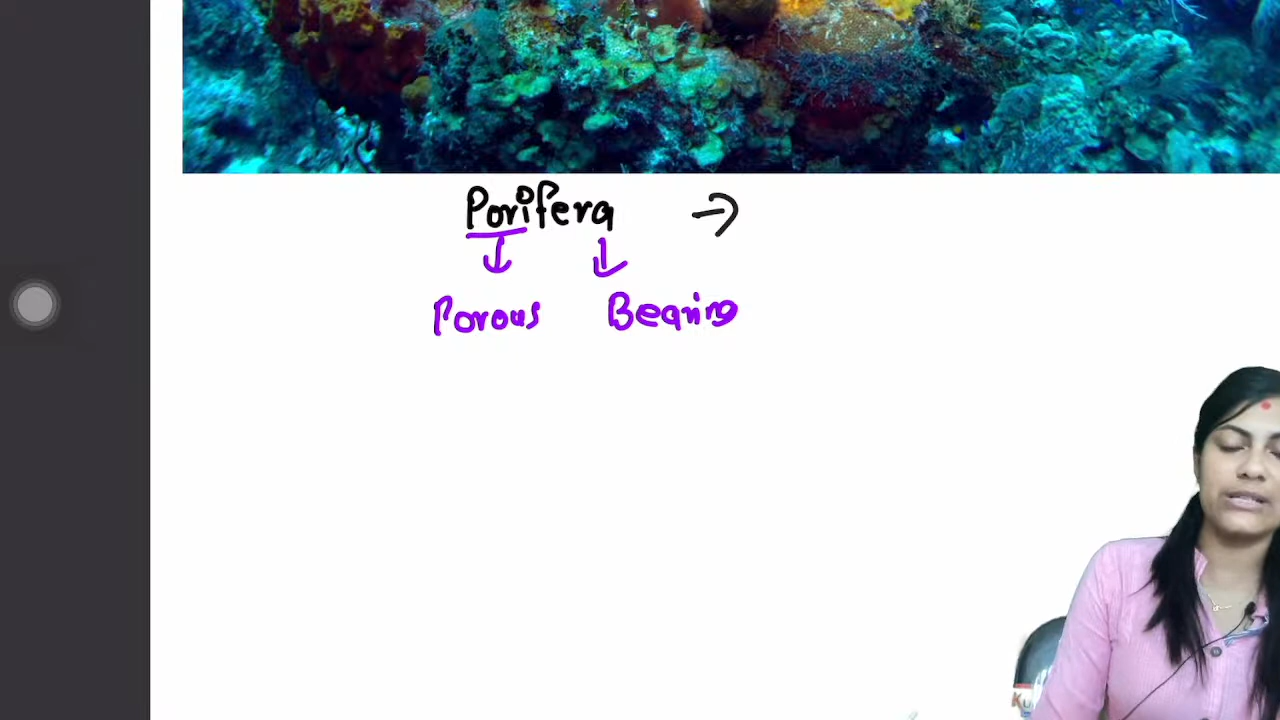 Porifera →
↓ ↓
Porous Bearing